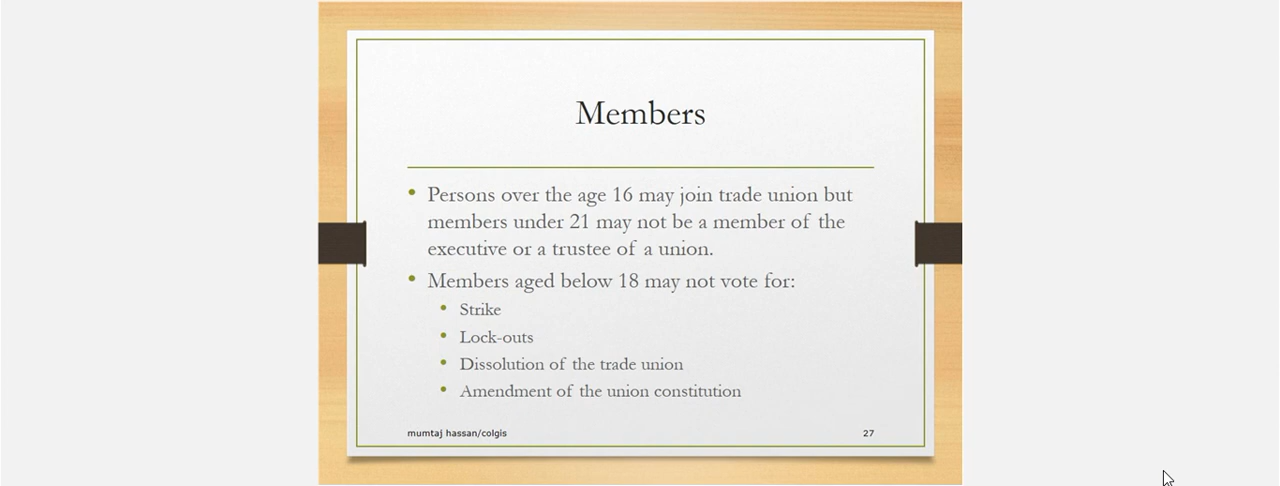 Members
Persons over the age 16 may join trade union but
members under 21 may not be a member of the
executive or a trustee of a union.
Members aged below 18 may not vote for:
Strike
Lock-outs
Dissolution of the trade union
Amendment of the union constitution
mumtaj hassan/colgis
27